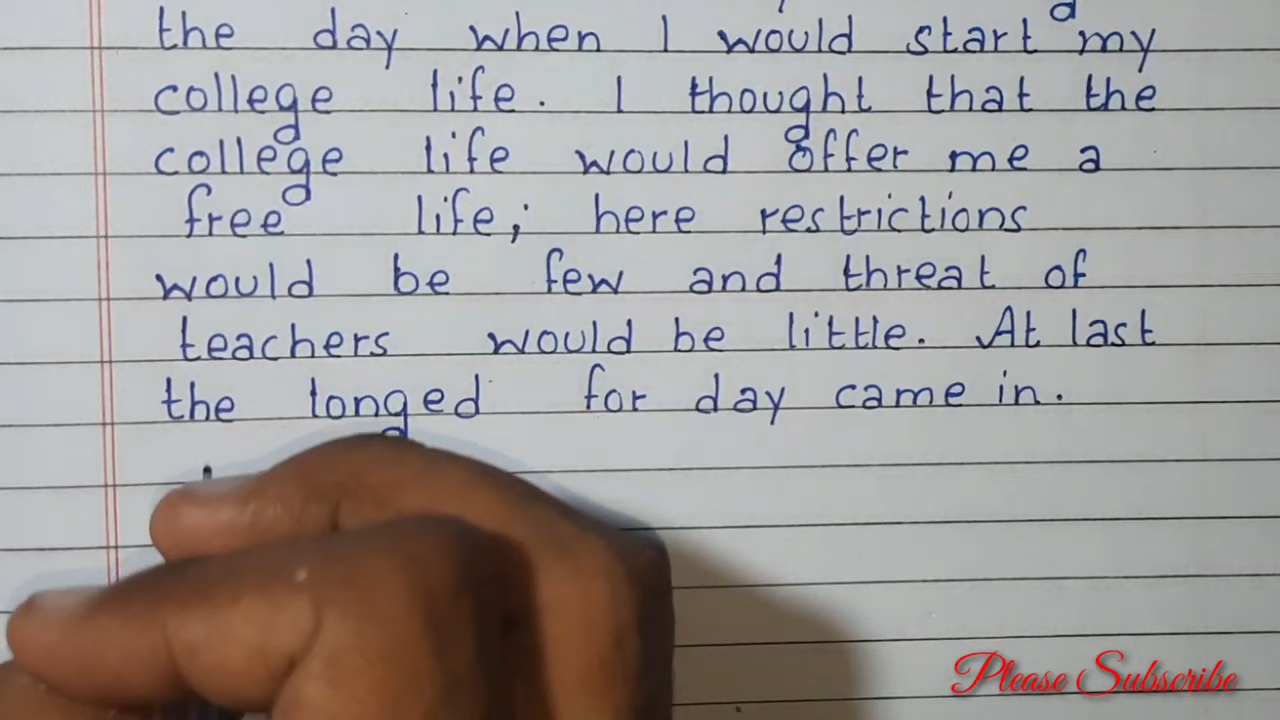 the day when I would start my
college life. I thought that the
college life would offer me a
free life; here restrictions
would be few and threat of
teachers would be little. At last
the longed for day came in.
Please Subscribe